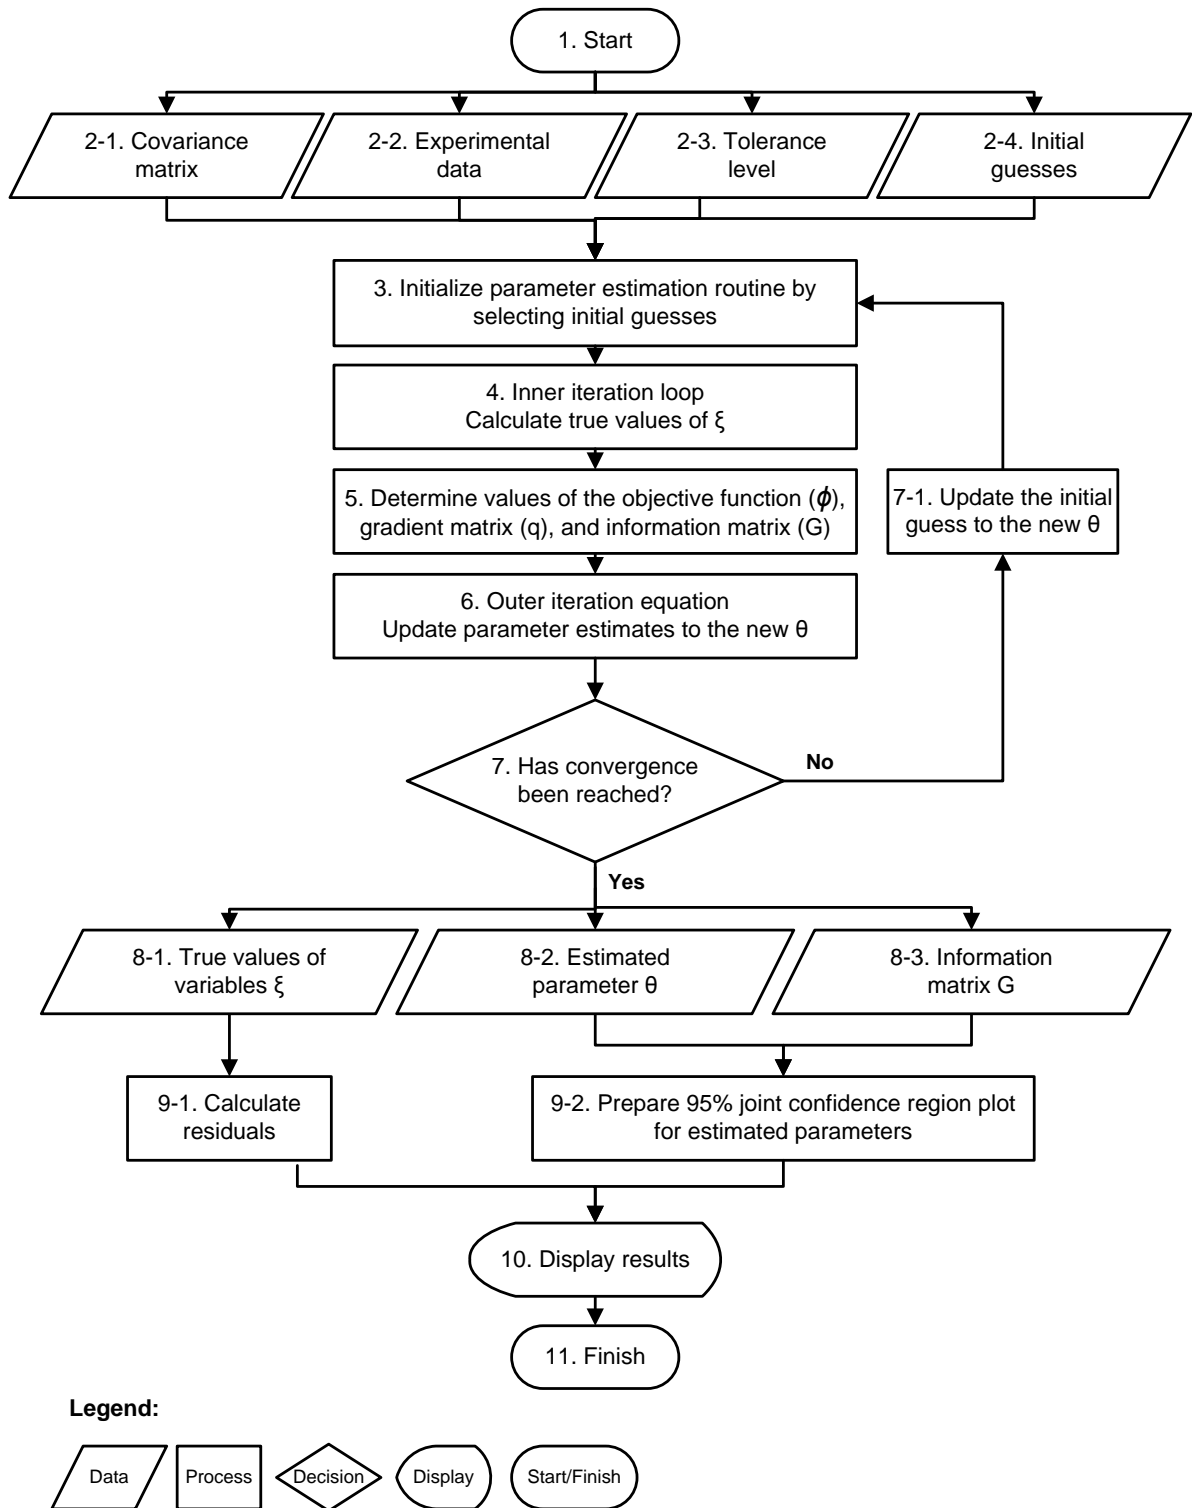 1. Start
2-1. Covariance
matrix
2-2. Experimental
data
2-3. Tolerance
level
2-4. Initial
guesses
3. Initialize parameter estimation routine by
selecting initial guesses
4. Inner iteration loop
Calculate true values of ξ
5. Determine values of the objective function (ϕ),
gradient matrix (q), and information matrix (G)
7-1. Update the initial
guess to the new θ
6. Outer iteration equation
Update parameter estimates to the new θ
7. Has convergence
been reached?
No
Yes
8-1. True values of
variables ξ
8-2. Estimated
parameter θ
8-3. Information
matrix G
9-1. Calculate
residuals
9-2. Prepare 95% joint confidence region plot
for estimated parameters
10. Display results
11. Finish
Legend:
Data
Process
Decision
Display
Start/Finish